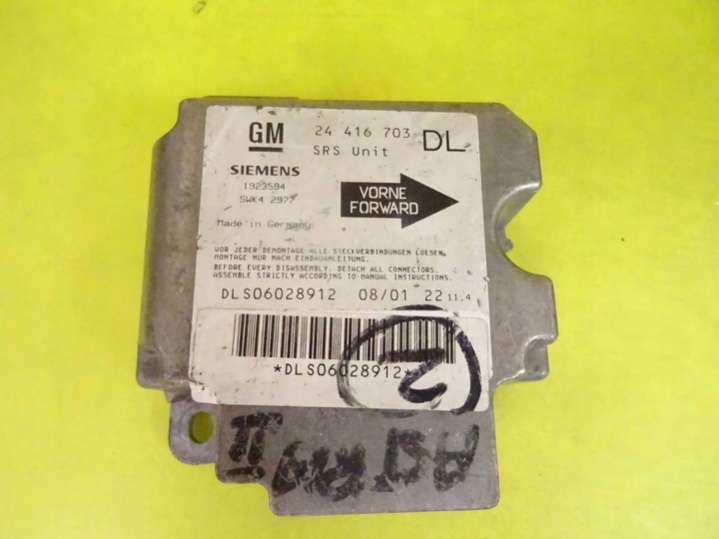 GM 24 416 703 DL
SRS Unit
SIEMENS
1923594
5WK4 2977
VORNE
FORWARD
Made in Germany
VOR JEDER DEMONTAGE ALLE STECKVERBINDUNGEN LOESEN,
MONTAGE NUR NACH EINBAUANLEITUNG.
BEFORE EVERY DISASSEMBLY, DETACH ALL CONNECTORS.
ASSEMBLE STRICTLY ACCORDING TO MANUAL INSTRUCTIONS.
DLS06028912 08/01 22 11.4
*DLS06028912*
2